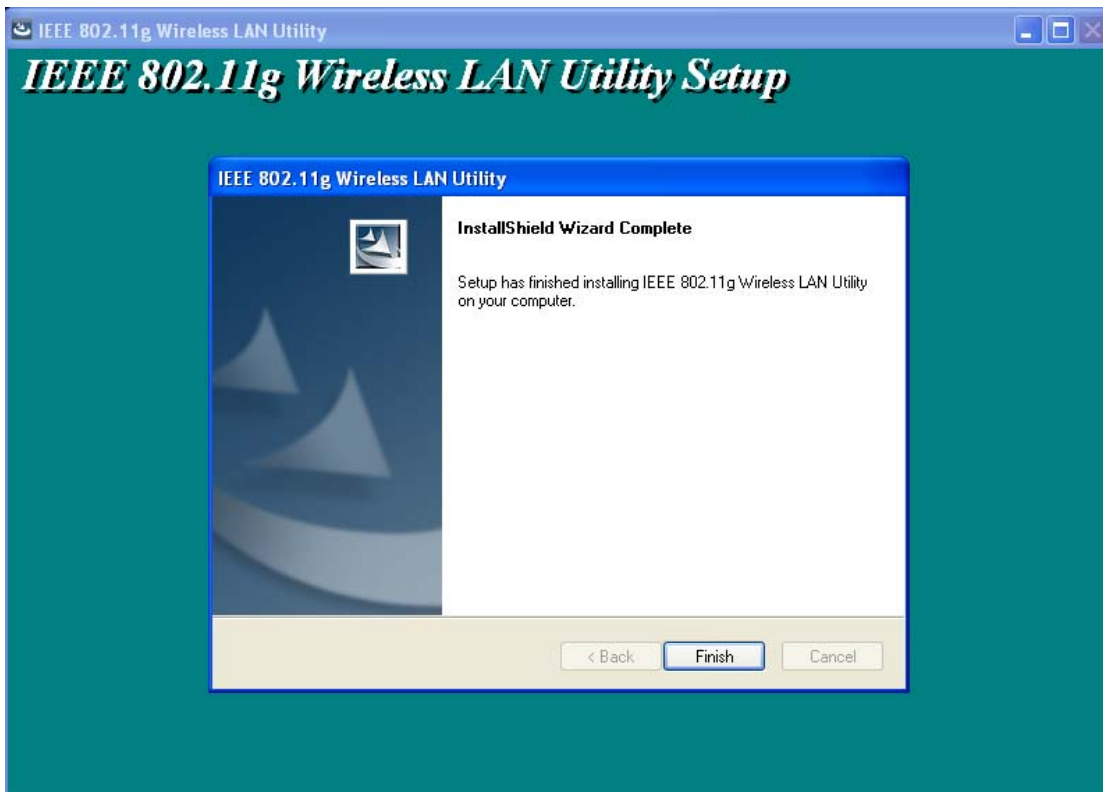 IEEE 802.11g Wireless LAN Utility
IEEE 802.11g Wireless LAN Utility Setup
IEEE 802.11g Wireless LAN Utility
InstallShield Wizard Complete
Setup has finished installing IEEE 802.11g Wireless LAN Utility
on your computer.
< Back Finish Cancel